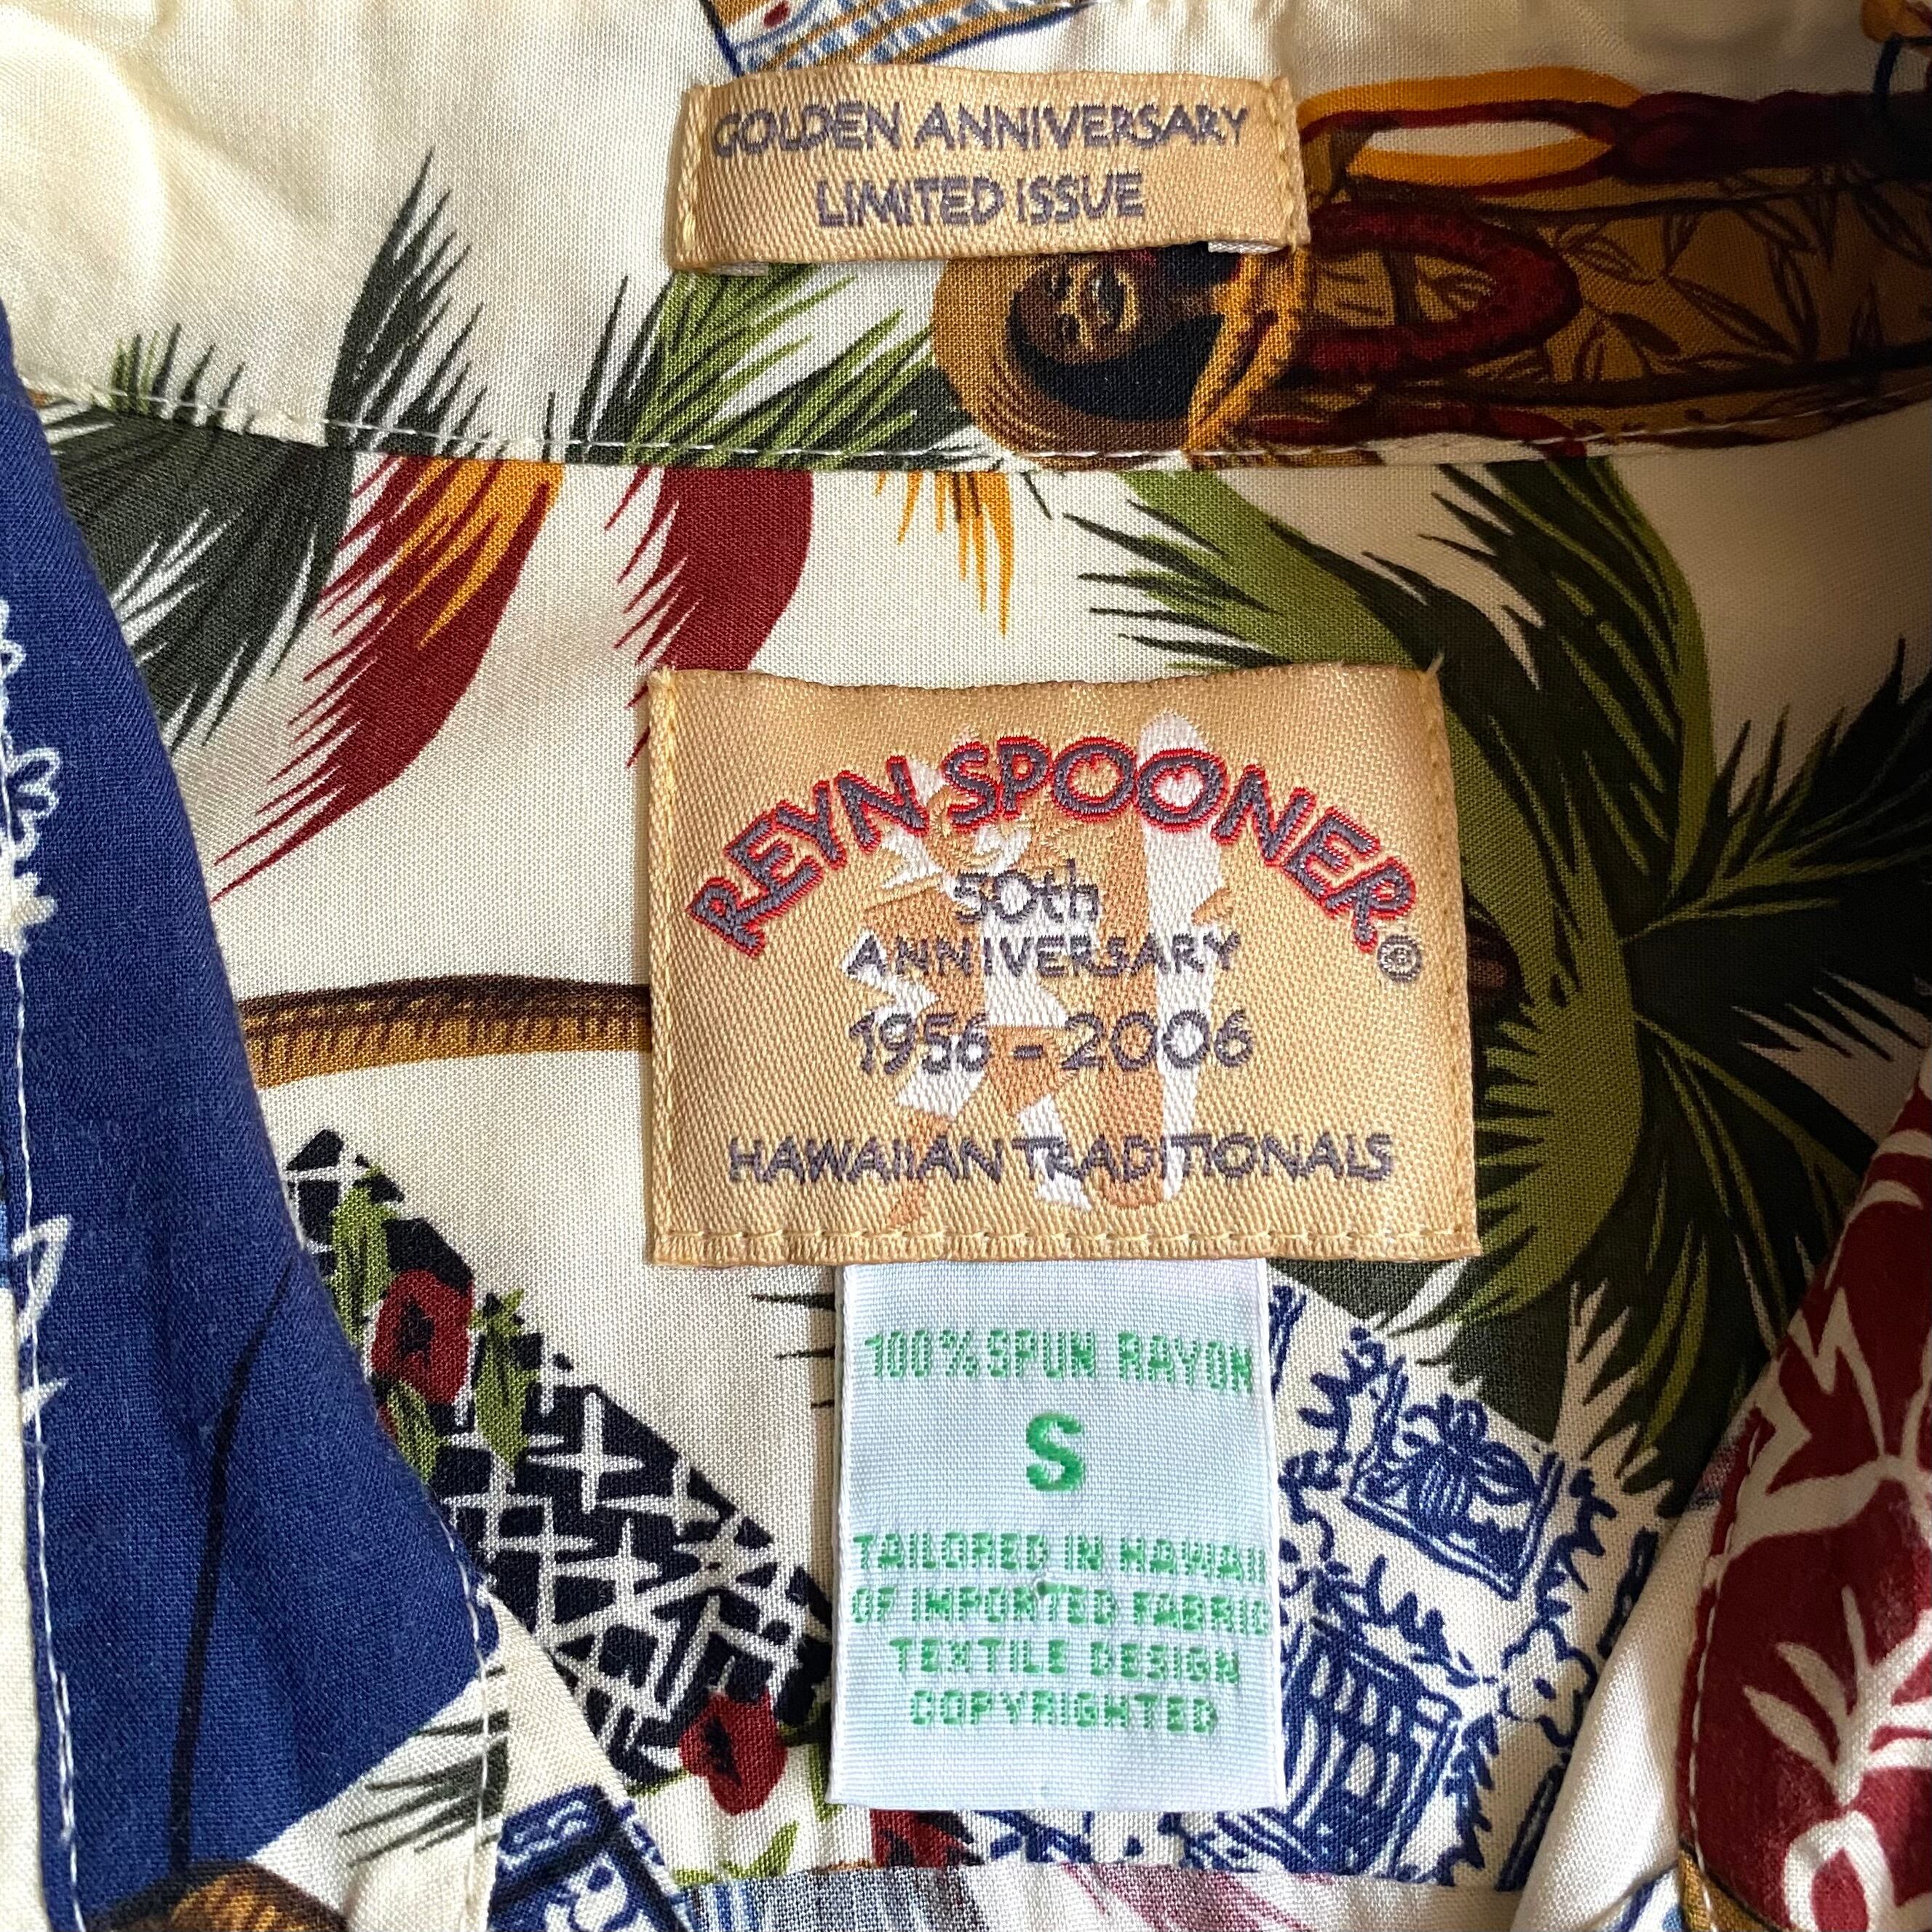 GOLDEN ANNIVERSARY
LIMITED ISSUE
REYN SPOONER®
50th
ANNIVERSARY
1956 - 2006
HAWAIIAN TRADITIONALS
100% SPUN RAYON
S
TAILORED IN HAWAII
OF IMPORTED FABRIC
TEXTILE DESIGN
COPYRIGHTED